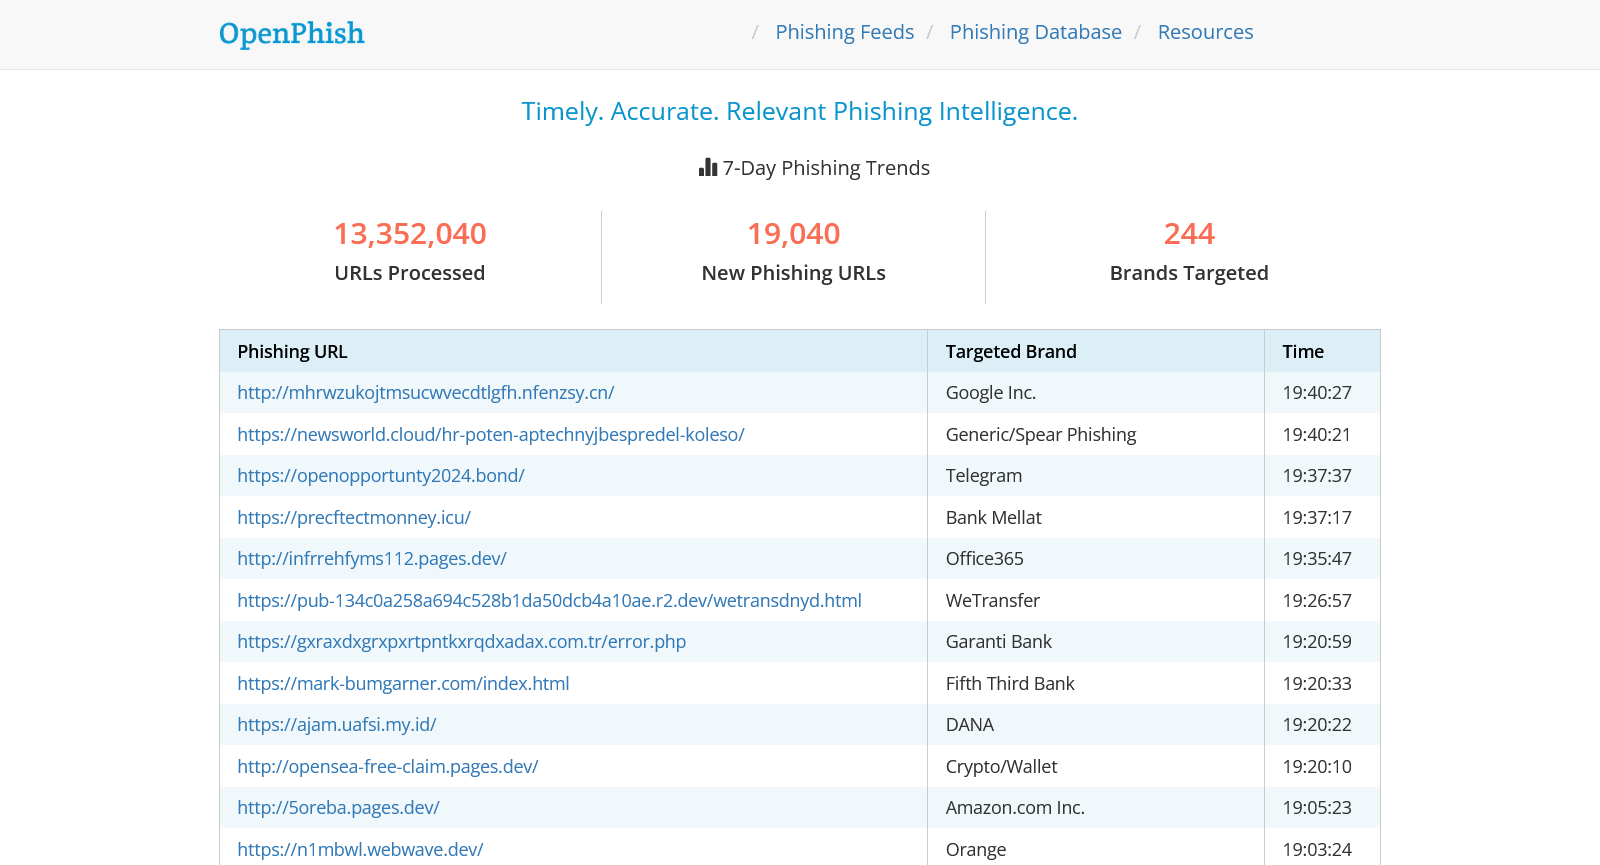 OpenPhish / Phishing Feeds / Phishing Database / Resources
Timely. Accurate. Relevant Phishing Intelligence.
7-Day Phishing Trends
13,352,040 19,040 244
URLs Processed New Phishing URLs Brands Targeted
Phishing URL Targeted Brand Time
http://mhrwzukojtmsucwvecdtlgfh.nfenzsy.cn/ Google Inc. 19:40:27
https://newsworld.cloud/hr-poten-aptechnyjbespredel-koleso/ Generic/Spear Phishing 19:40:21
https://openopportunty2024.bond/ Telegram 19:37:37
https://precftectmonney.icu/ Bank Mellat 19:37:17
http://infrrehfyms112.pages.dev/ Office365 19:35:47
https://pub-134c0a258a694c528b1da50dcb4a10ae.r2.dev/wetransdnyd.html WeTransfer 19:26:57
https://gxraxdxgrxpxrtpntkxrqdxadax.com.tr/error.php Garanti Bank 19:20:59
https://mark-bumgarner.com/index.html Fifth Third Bank 19:20:33
https://ajam.uafsi.my.id/ DANA 19:20:22
http://opensea-free-claim.pages.dev/ Crypto/Wallet 19:20:10
http://5oreba.pages.dev/ Amazon.com Inc. 19:05:23
https://n1mbwl.webwave.dev/ Orange 19:03:24